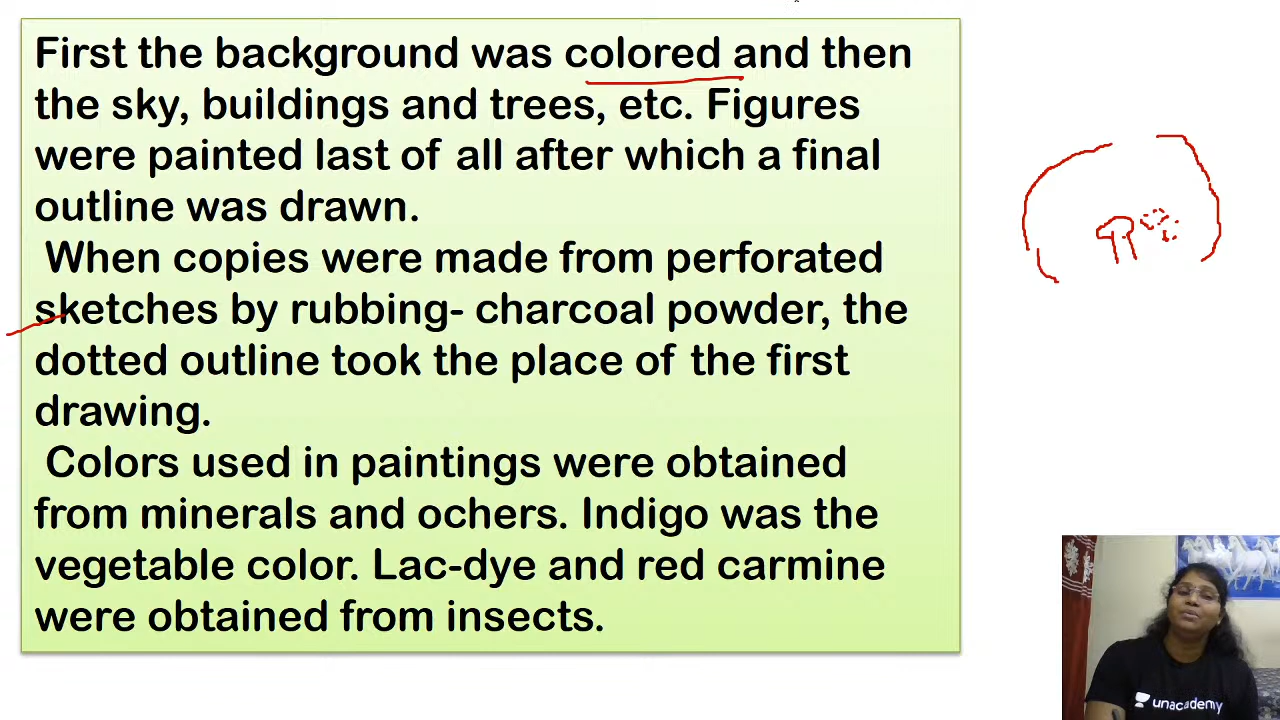 First the background was colored and then
the sky, buildings and trees, etc. Figures
were painted last of all after which a final
outline was drawn.
When copies were made from perforated
sketches by rubbing- charcoal powder, the
dotted outline took the place of the first
drawing.
Colors used in paintings were obtained
from minerals and ochers. Indigo was the
vegetable color. Lac-dye and red carmine
were obtained from insects.
unacademy